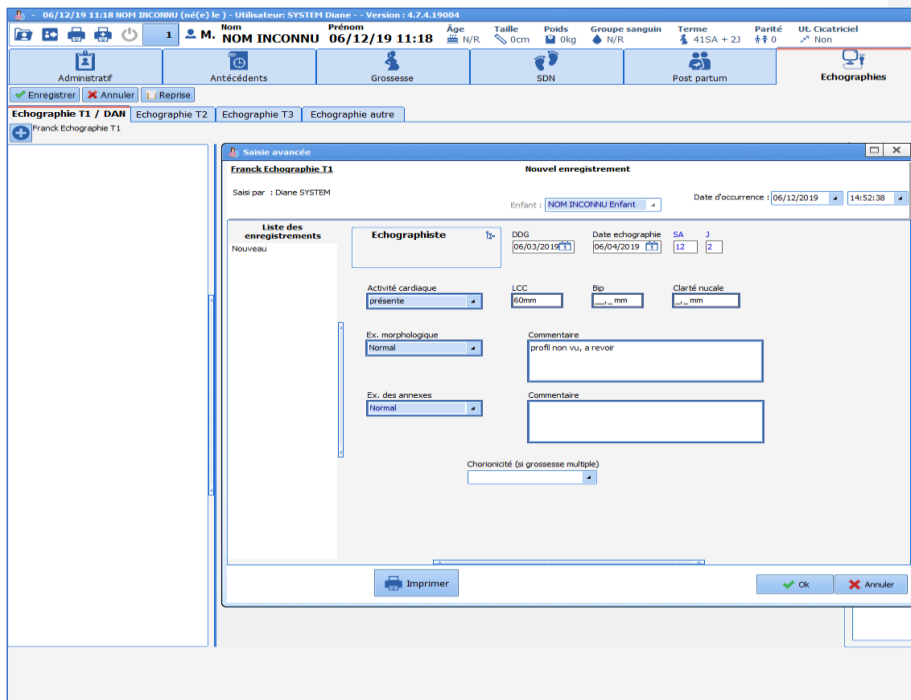 - 06/12/19 11:18 NOM INCONNU (né(e) le ) - Utilisateur: SYSTEM Diane - - Version : 4.7.4.19004
1 M. Nom NOM INCONNU Prénom 06/12/19 11:18 Âge N/R Taille 0cm Poids 0kg Groupe sanguin N/R Terme 41SA + 2J Parité 0 Ut. Cicatriciel Non
Administratif Antécédents Grossesse SDN Post partum Echographies
Enregistrer Annuler Reprise
Echographie T1 / DAN Echographie T2 Echographie T3 Echographie autre
Franck Echographie T1
Saisie avancée
Franck Echographie T1 Nouvel enregistrement
Saisi par : Diane SYSTEM
Enfant : NOM INCONNU Enfant Date d'occurrence : 06/12/2019 14:52:38
Liste des enregistrements
Nouveau
Echographiste
DDG Date echographie SA J
06/03/2019 06/04/2019 12 2
Activité cardiaque LCC Bip Clarté nucale
présente 60mm __,_ mm _,_ mm
Ex. morphologique Commentaire
Normal profil non vu, a revoir
Ex. des annexes Commentaire
Normal
Chorionicité (si grossesse multiple)
Imprimer Ok Annuler